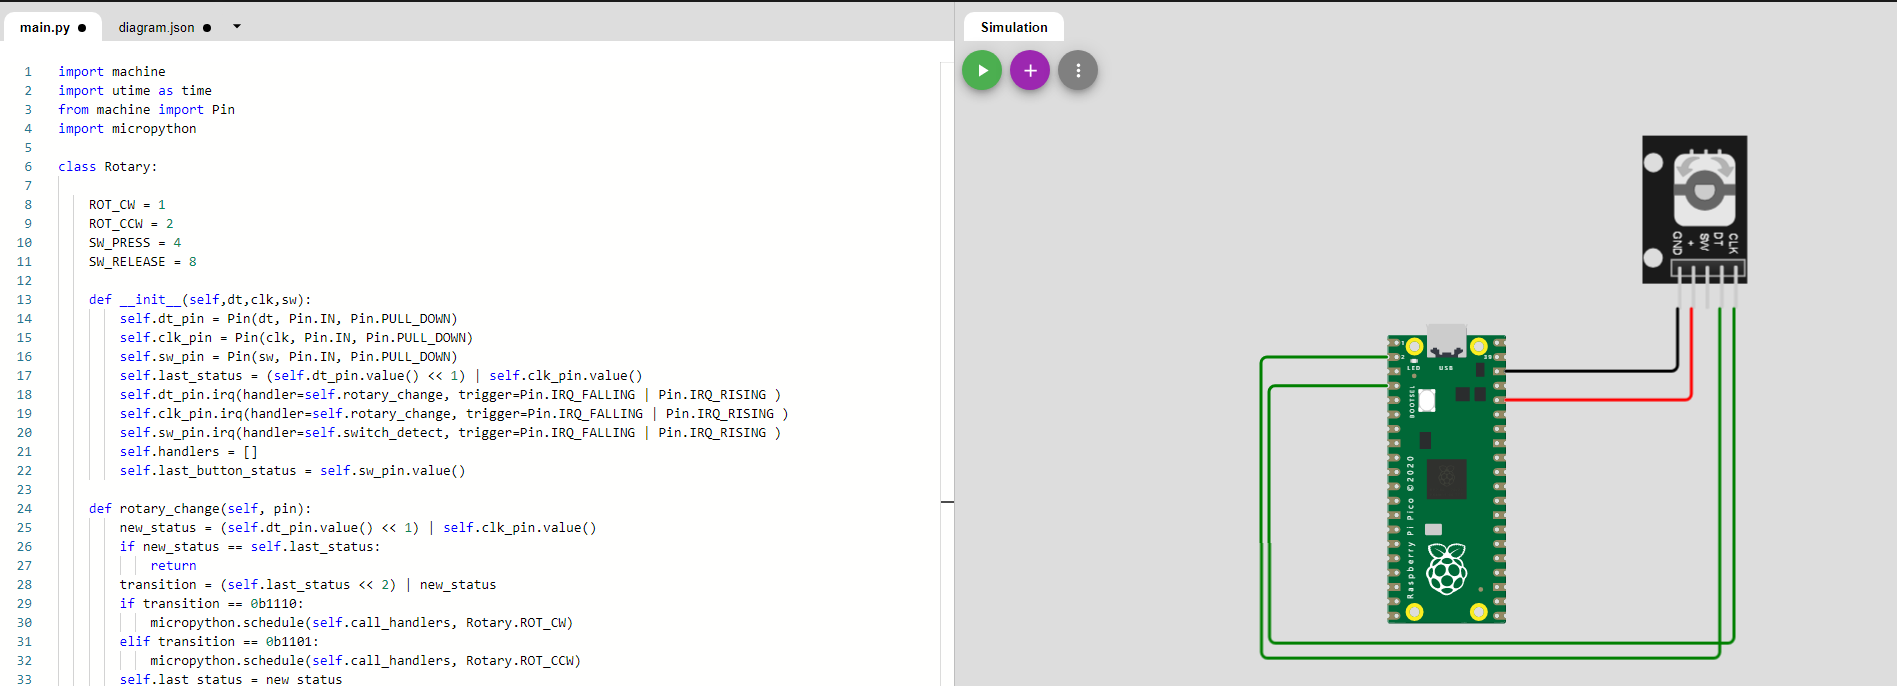 main.py diagram.json
1 import machine
2 import utime as time
3 from machine import Pin
4 import micropython
5
6 class Rotary:
7
8 ROT_CW = 1
9 ROT_CCW = 2
10 SW_PRESS = 4
11 SW_RELEASE = 8
12
13 def __init__(self,dt,clk,sw):
14 self.dt_pin = Pin(dt, Pin.IN, Pin.PULL_DOWN)
15 self.clk_pin = Pin(clk, Pin.IN, Pin.PULL_DOWN)
16 self.sw_pin = Pin(sw, Pin.IN, Pin.PULL_DOWN)
17 self.last_status = (self.dt_pin.value() << 1) | self.clk_pin.value()
18 self.dt_pin.irq(handler=self.rotary_change, trigger=Pin.IRQ_FALLING | Pin.IRQ_RISING )
19 self.clk_pin.irq(handler=self.rotary_change, trigger=Pin.IRQ_FALLING | Pin.IRQ_RISING )
20 self.sw_pin.irq(handler=self.switch_detect, trigger=Pin.IRQ_FALLING | Pin.IRQ_RISING )
21 self.handlers = []
22 self.last_button_status = self.sw_pin.value()
23
24 def rotary_change(self, pin):
25 new_status = (self.dt_pin.value() << 1) | self.clk_pin.value()
26 if new_status == self.last_status:
27 return
28 transition = (self.last_status << 2) | new_status
29 if transition == 0b1110:
30 micropython.schedule(self.call_handlers, Rotary.ROT_CW)
31 elif transition == 0b1101:
32 micropython.schedule(self.call_handlers, Rotary.ROT_CCW)
33 self.last_status = new_status
Simulation
GND
+
SW
DT
CLK
1
2
39
LED
USB
BOOTSEL
Raspberry Pi Pico ©2020